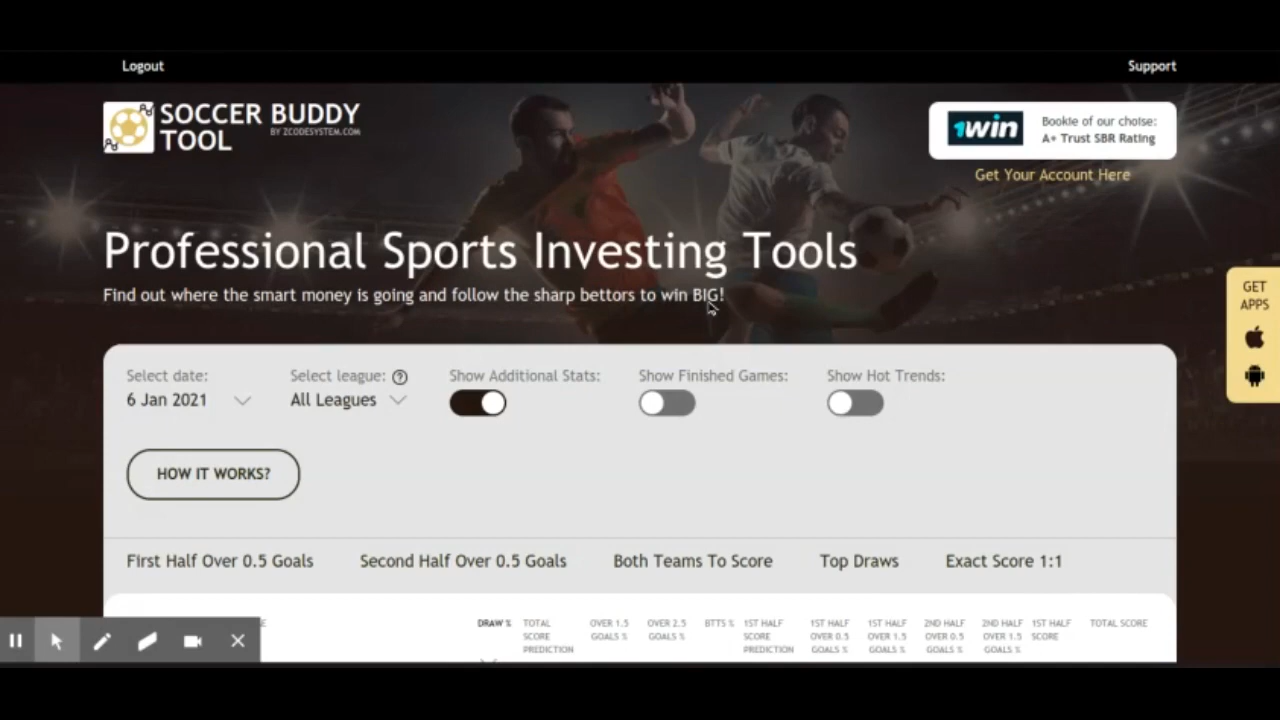 Logout
Support
SOCCER BUDDY
BY ZCODESYSTEM.COM
TOOL
1win
Bookie of our choise:
A+ Trust SBR Rating
Get Your Account Here
Professional Sports Investing Tools
Find out where the smart money is going and follow the sharp bettors to win BIG!
GET
APPS
Select date:
6 Jan 2021
Select league: ?
All Leagues
Show Additional Stats:
Show Finished Games:
Show Hot Trends:
HOW IT WORKS?
First Half Over 0.5 Goals
Second Half Over 0.5 Goals
Both Teams To Score
Top Draws
Exact Score 1:1
DRAW %
TOTAL
SCORE
PREDICTION
OVER 1.5
GOALS %
OVER 2.5
GOALS %
BTTS %
1ST HALF
SCORE
PREDICTION
1ST HALF
OVER 0.5
GOALS %
1ST HALF
OVER 1.5
GOALS %
2ND HALF
OVER 0.5
GOALS %
2ND HALF
OVER 1.5
GOALS %
1ST HALF
SCORE
TOTAL SCORE